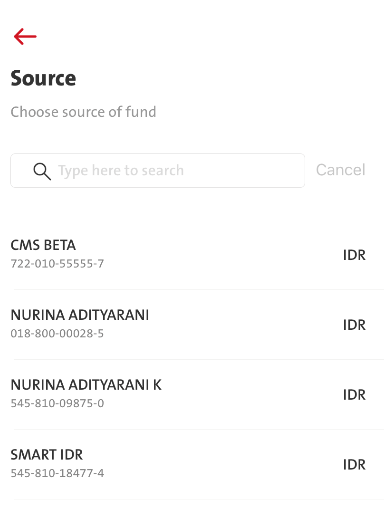 Source
Choose source of fund
Type here to search Cancel
CMS BETA
722-010-55555-7
IDR
NURINA ADITYARANI
018-800-00028-5
IDR
NURINA ADITYARANI K
545-810-09875-0
IDR
SMART IDR
545-810-18477-4
IDR